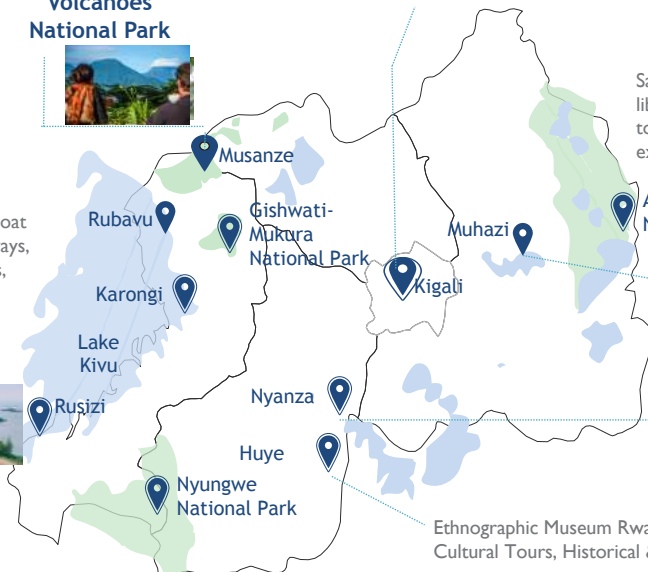 Volcanoes
National Park
Musanze
Rubavu
Gishwati-
Mukura
National Park
Muhazi
Kigali
Karongi
Lake
Kivu
Rusizi
Nyanza
Huye
Nyungwe
National Park
Ethnographic Museum
Cultural Tours, Historical